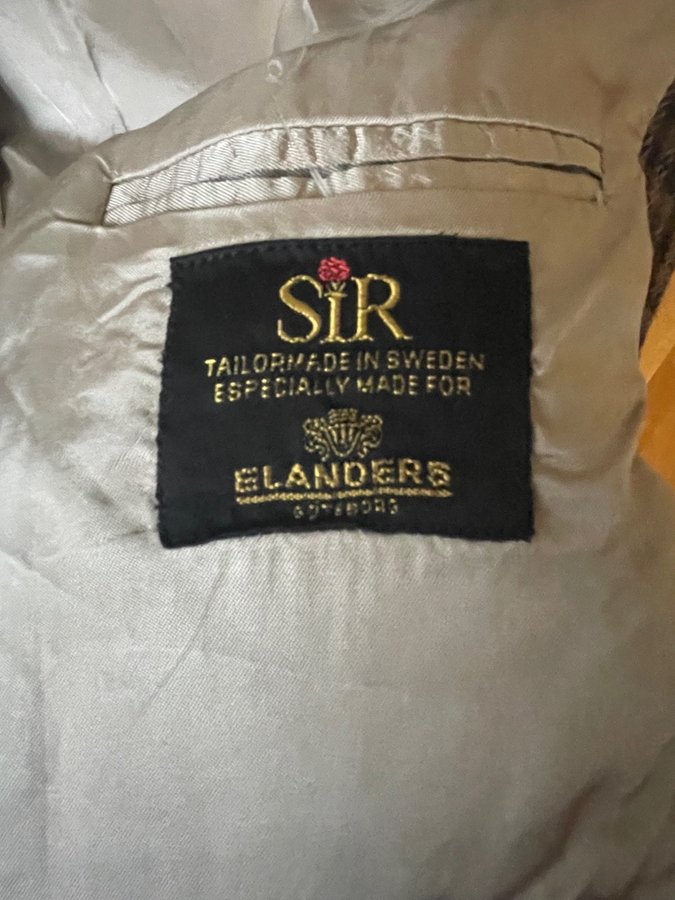 SiR
TAILORMADE IN SWEDEN
ESPECIALLY MADE FOR
ELANDERS
GÖTEBORG